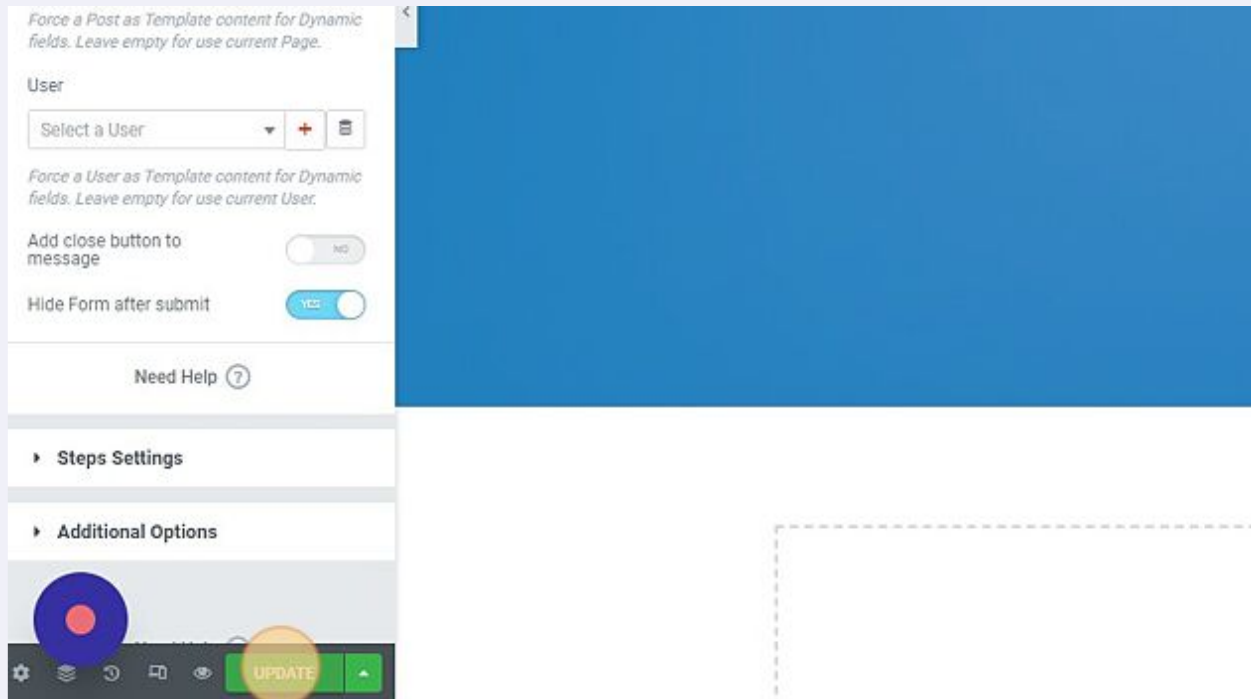 Force a Post as Template content for Dynamic
fields. Leave empty for use current Page.
User
Select a User
Force a User as Template content for Dynamic
fields. Leave empty for use current User.
Add close button to
message
NO
Hide Form after submit
YES
Need Help ?
Steps Settings
Additional Options
UPDATE